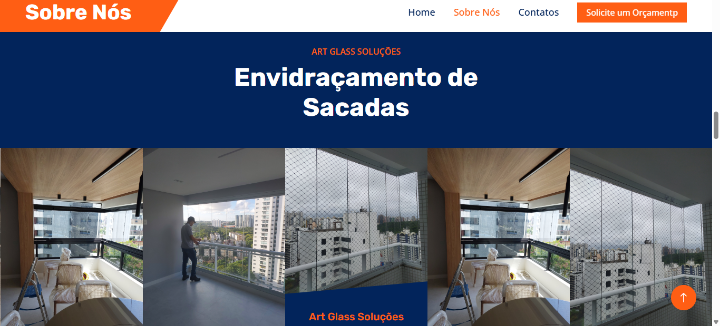 Sobre Nós
Home
Sobre Nós
Contatos
Solicite um Orçamentp
ART GLASS SOLUÇÕES
Envidraçamento de
Sacadas
Art Glass Soluções